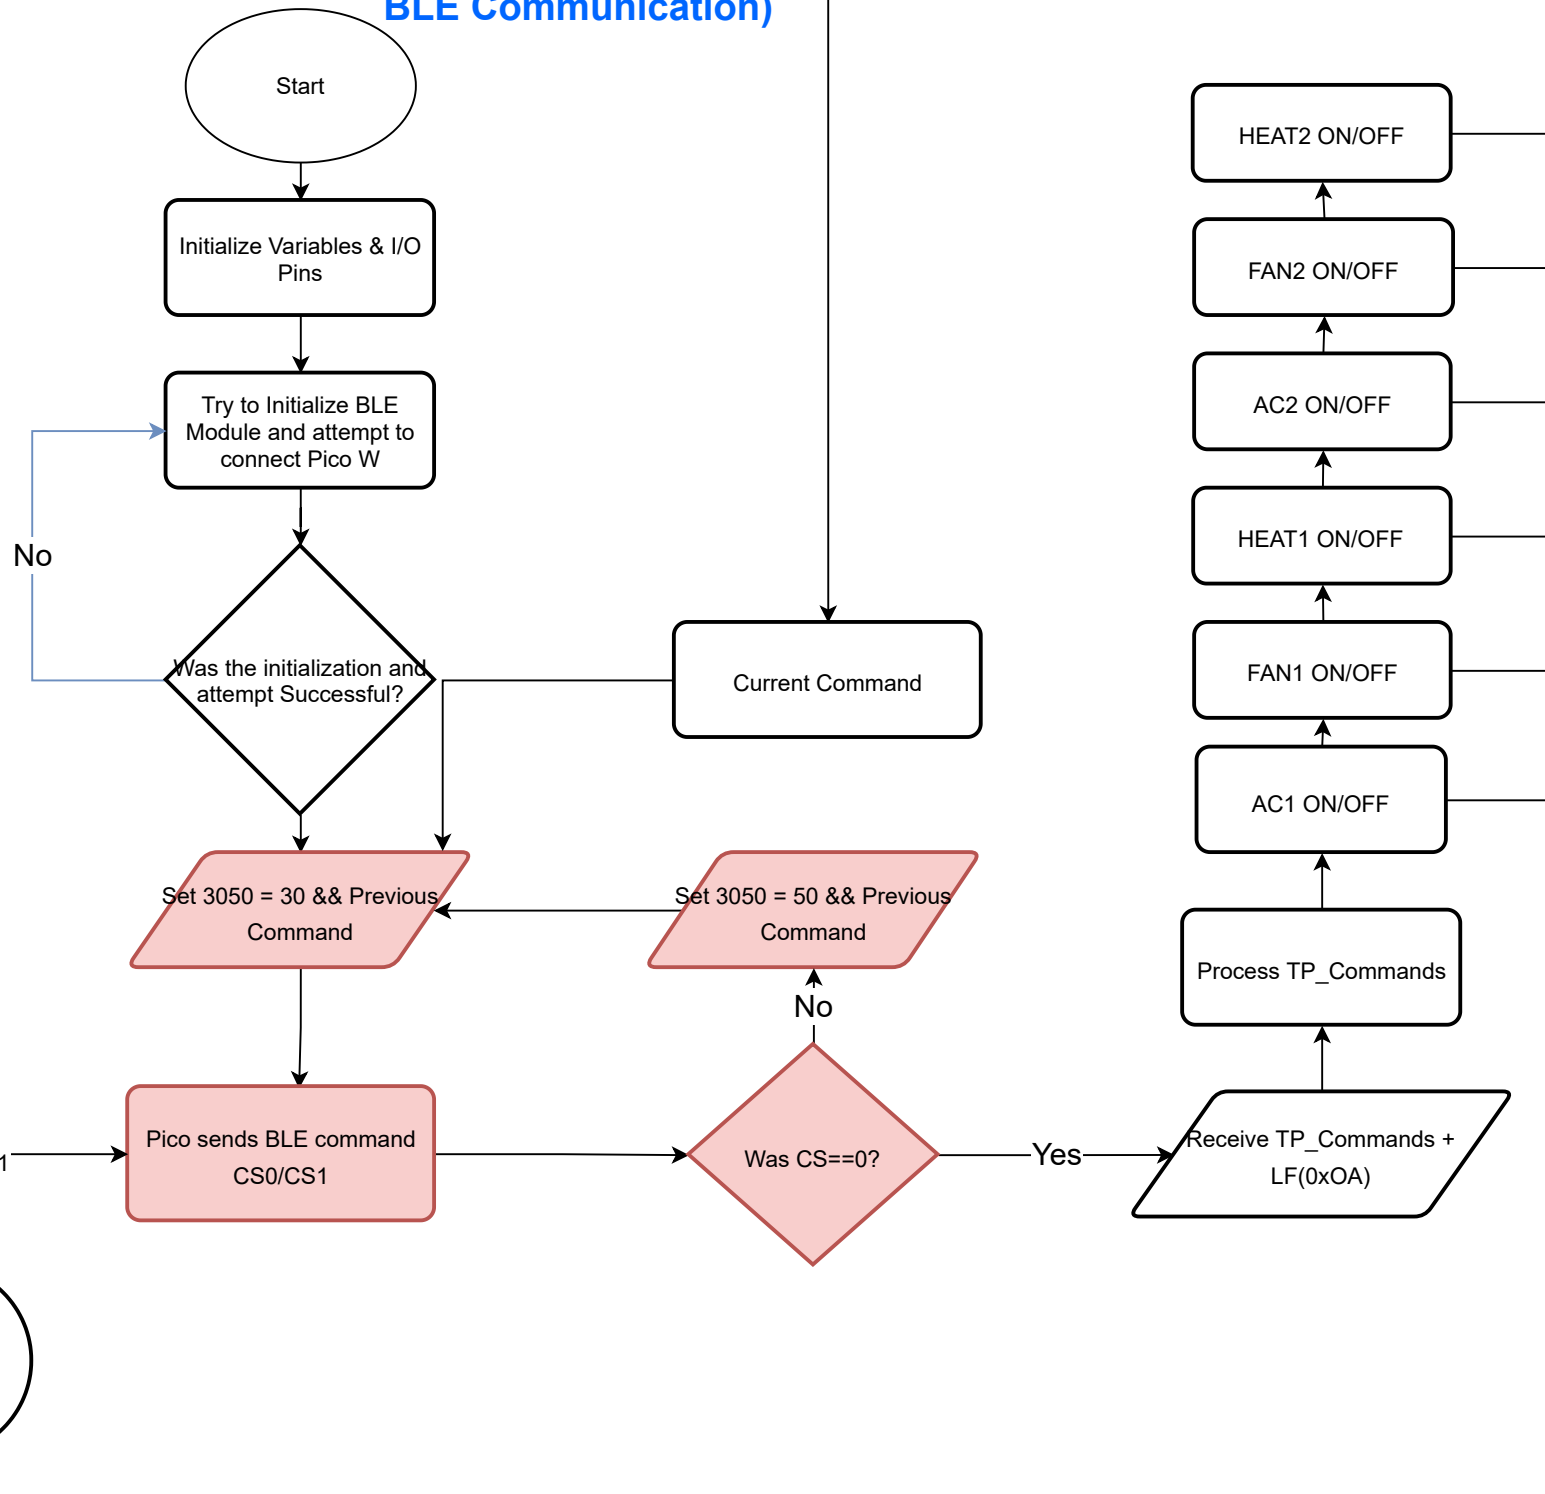 BLE Communication)
Start
Initialize Variables & I/O
Pins
Try to Initialize BLE
Module and attempt to
connect Pico W
No
Was the initialization and
attempt Successful?
Current Command
Set 3050 = 30 && Previous
Command
Set 3050 = 50 && Previous
Command
No
1
Pico sends BLE command
CS0/CS1
Was CS==0?
Yes
Receive TP_Commands +
LF(0xOA)
Process TP_Commands
AC1 ON/OFF
FAN1 ON/OFF
HEAT1 ON/OFF
AC2 ON/OFF
FAN2 ON/OFF
HEAT2 ON/OFF